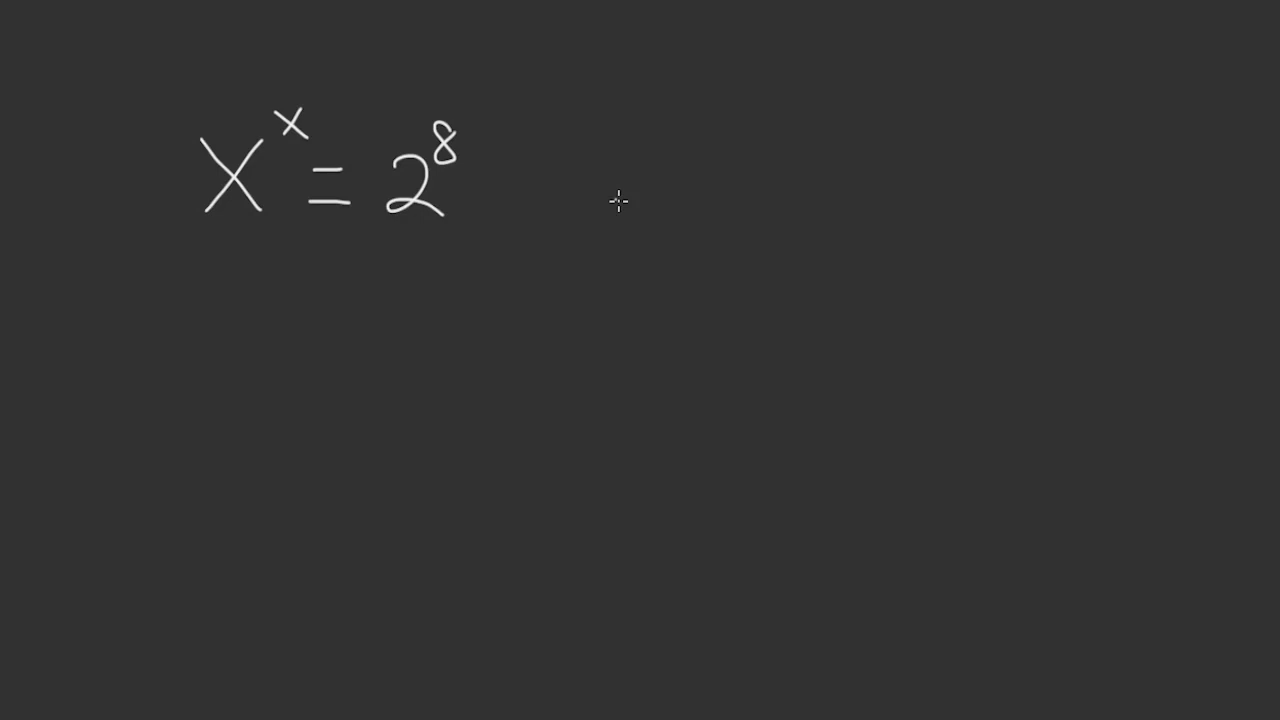 X^x = 2^8